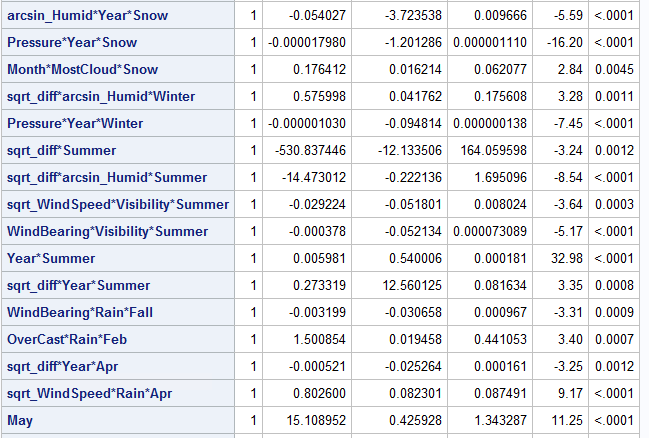 arcsin_Humid*Year*Snow 1 -0.054027 -3.723538 0.009666 -5.59 <.0001
Pressure*Year*Snow 1 -0.000017980 -1.201286 0.000001110 -16.20 <.0001
Month*MostCloud*Snow 1 0.176412 0.016214 0.062077 2.84 0.0045
sqrt_diff*arcsin_Humid*Winter 1 0.575998 0.041762 0.175608 3.28 0.0011
Pressure*Year*Winter 1 -0.000001030 -0.094814 0.000000138 -7.45 <.0001
sqrt_diff*Summer 1 -530.837446 -12.133506 164.059598 -3.24 0.0012
sqrt_diff*arcsin_Humid*Summer 1 -14.473012 -0.222136 1.695096 -8.54 <.0001
sqrt_WindSpeed*Visibility*Summer 1 -0.029224 -0.051801 0.008024 -3.64 0.0003
WindBearing*Visibility*Summer 1 -0.000378 -0.052134 0.000073089 -5.17 <.0001
Year*Summer 1 0.005981 0.540006 0.000181 32.98 <.0001
sqrt_diff*Year*Summer 1 0.273319 12.560125 0.081634 3.35 0.0008
WindBearing*Rain*Fall 1 -0.003199 -0.030658 0.000967 -3.31 0.0009
OverCast*Rain*Feb 1 1.500854 0.019458 0.441053 3.40 0.0007
sqrt_diff*Year*Apr 1 -0.000521 -0.025264 0.000161 -3.25 0.0012
sqrt_WindSpeed*Rain*Apr 1 0.802600 0.082301 0.087491 9.17 <.0001
May 1 15.108952 0.425928 1.343287 11.25 <.0001